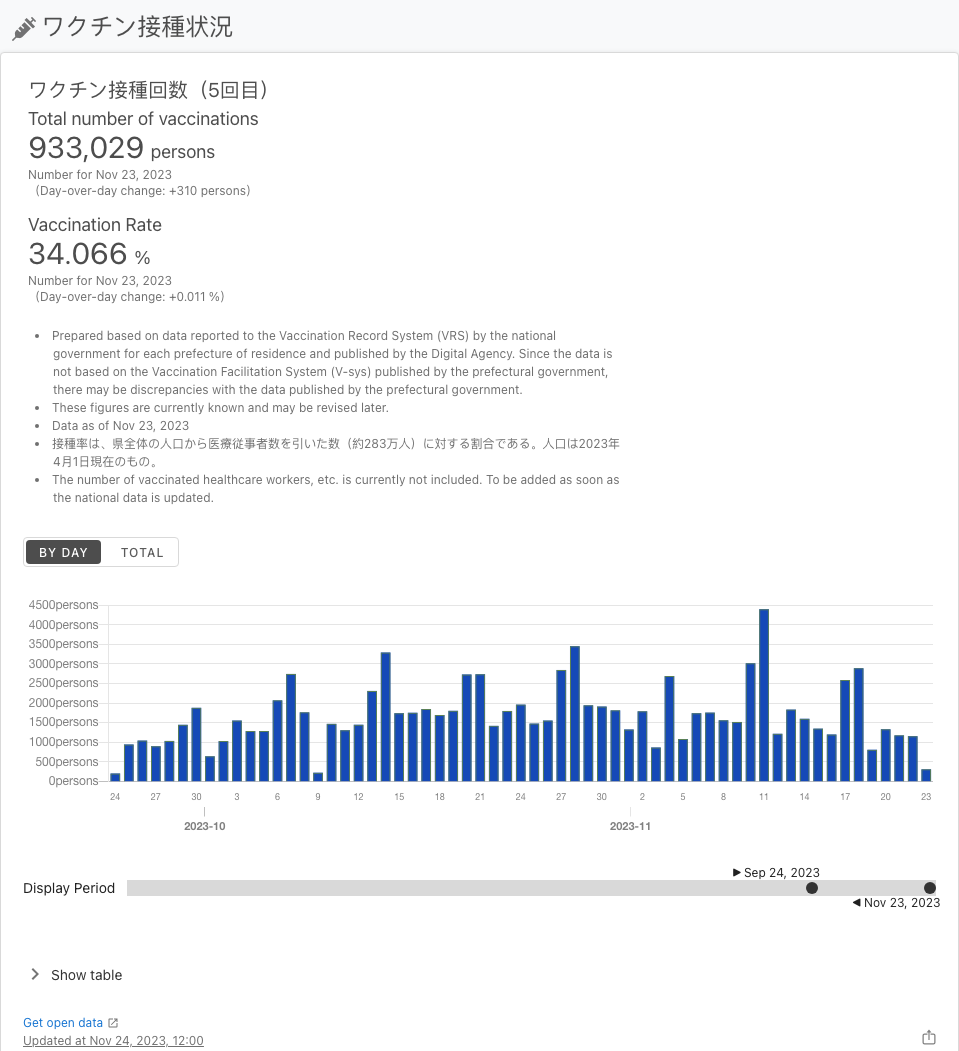 ワクチン接種状況
ワクチン接種回数（5回目）
Total number of vaccinations
933,029 persons
Number for Nov 23, 2023
（Day-over-day change: +310 persons）
Vaccination Rate
34.066 %
Number for Nov 23, 2023
（Day-over-day change: +0.011 %）
• Prepared based on data reported to the Vaccination Record System (VRS) by the national
government for each prefecture of residence and published by the Digital Agency. Since the data is
not based on the Vaccination Facilitation System (V-sys) published by the prefectural government,
there may be discrepancies with the data published by the prefectural government.
• These figures are currently known and may be revised later.
• Data as of Nov 23, 2023
• 接種率は、県全体の人口から医療従事者数を引いた数（約283万人）に対する割合である。人口は2023年
4月1日現在のもの。
• The number of vaccinated healthcare workers, etc. is currently not included. To be added as soon as
the national data is updated.
BY DAY TOTAL
4500persons
4000persons
3500persons
3000persons
2500persons
2000persons
1500persons
1000persons
500persons
0persons
24 27 30 3 6 9 12 15 18 21 24 27 30 2 5 8 11 14 17 20 23
2023-10 2023-11
Sep 24, 2023
Display Period
Nov 23, 2023
Show table
Get open data
Updated at Nov 24, 2023, 12:00